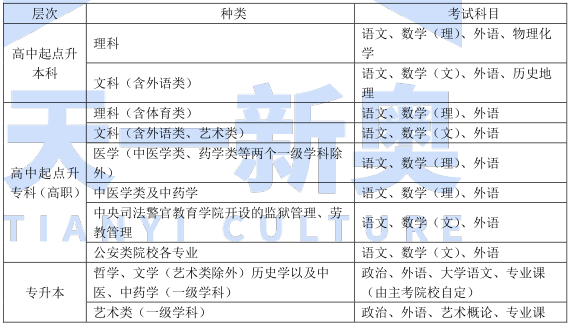 层次 种类 考试科目
高中起点升
本科
理科
语文、数学（理）、外语、物理化
学
文科（含外语类）
语文、数学（文）、外语、历史地
理
高中起点升
专科（高职）
理科（含体育类） 语文、数学（理）、外语
文科（含外语类、艺术类） 语文、数学（文）、外语
医学（中医学类、药学类等两个一级学科除
外）
语文、数学（理）、外语
中医学类及中药学 语文、数学（理）、外语
中央司法警官教育学院开设的监狱管理、劳
教管理
语文、数学（文）、外语
公安类院校各专业 语文、数学（文）、外语
专升本
哲学、文学（艺术类除外）历史学以及中
医、中药学（一级学科）
政治、外语、大学语文、专业课
（由主考院校自定）
艺术类（一级学科） 政治、外语、艺术概论、专业课
天一新奥
TIANYI CULTURE